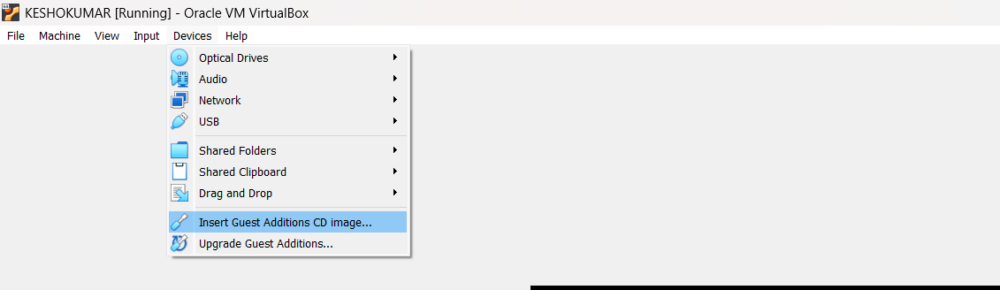 KESHOKUMAR [Running] - Oracle VM VirtualBox
File Machine View Input Devices Help
Optical Drives
Audio
Network
USB
Shared Folders
Shared Clipboard
Drag and Drop
Insert Guest Additions CD image...
Upgrade Guest Additions...